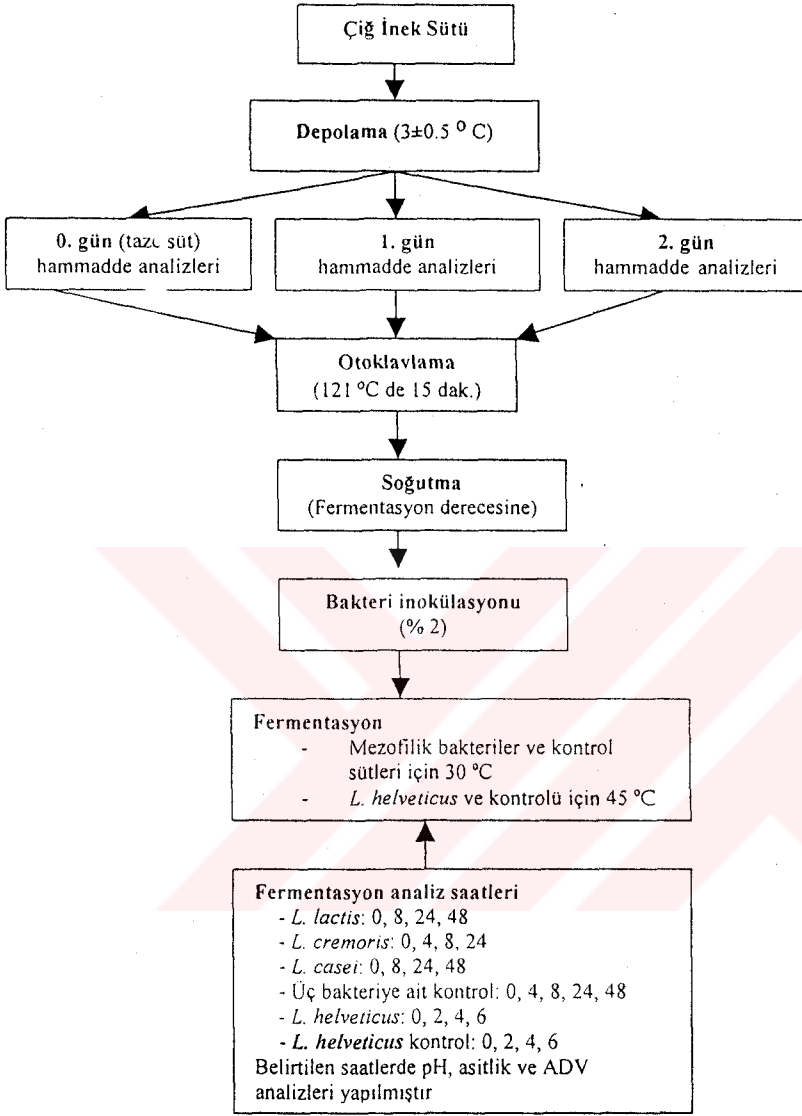 Çiğ İnek Sütü
Depolama (3±0.5 ⁰ C)
0. gün (taze süt)
hammadde analizleri
1. gün
hammadde analizleri
2. gün
hammadde analizleri
Otoklavlama
(121 ⁰C de 15 dak.)
Soğutma
(Fermentasyon derecesine)
Bakteri inokülasyonu
(% 2)
Fermentasyon
- Mezofilik bakteriler ve kontrol
sütleri için 30 ⁰C
- L. helveticus ve kontrolü için 45 ⁰C
Fermentasyon analiz saatleri
- L. lactis: 0, 8, 24, 48
- L. cremoris: 0, 4, 8, 24
- L. casei: 0, 8, 24, 48
- Üç bakteriye ait kontrol: 0, 4, 8, 24, 48
- L. helveticus: 0, 2, 4, 6
- L. helveticus kontrol: 0, 2, 4, 6
Belirtilen saatlerde pH, asitlik ve ADV
analizleri yapılmıştır